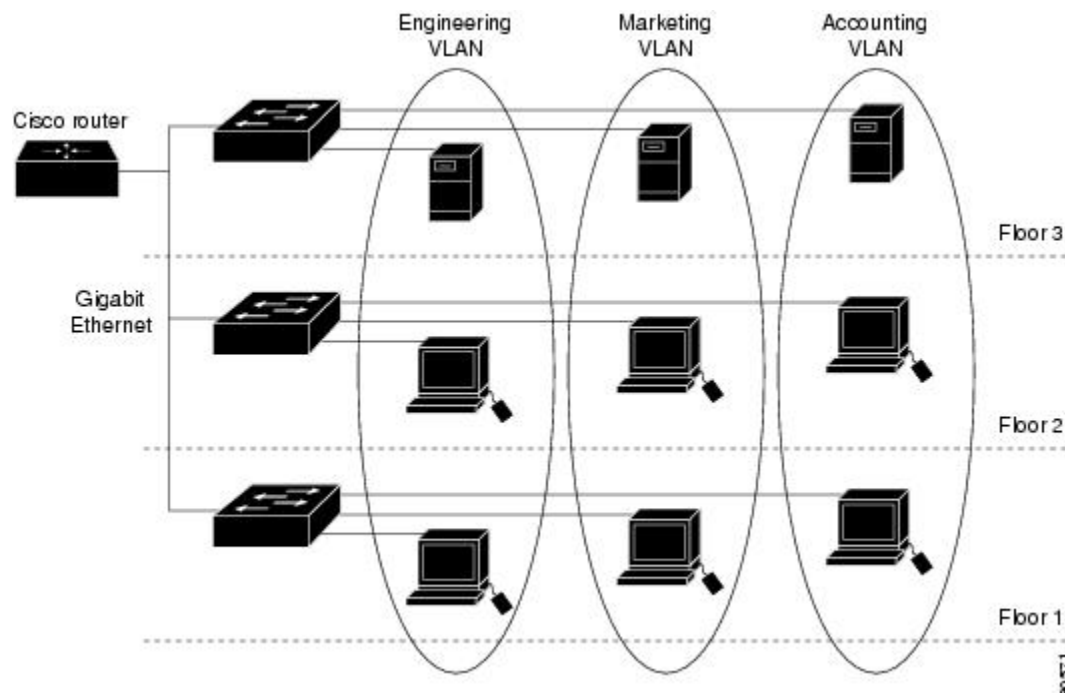 Engineering
VLAN
Marketing
VLAN
Accounting
VLAN
Cisco router
Floor 3
Gigabit
Ethernet
Floor 2
Floor 1